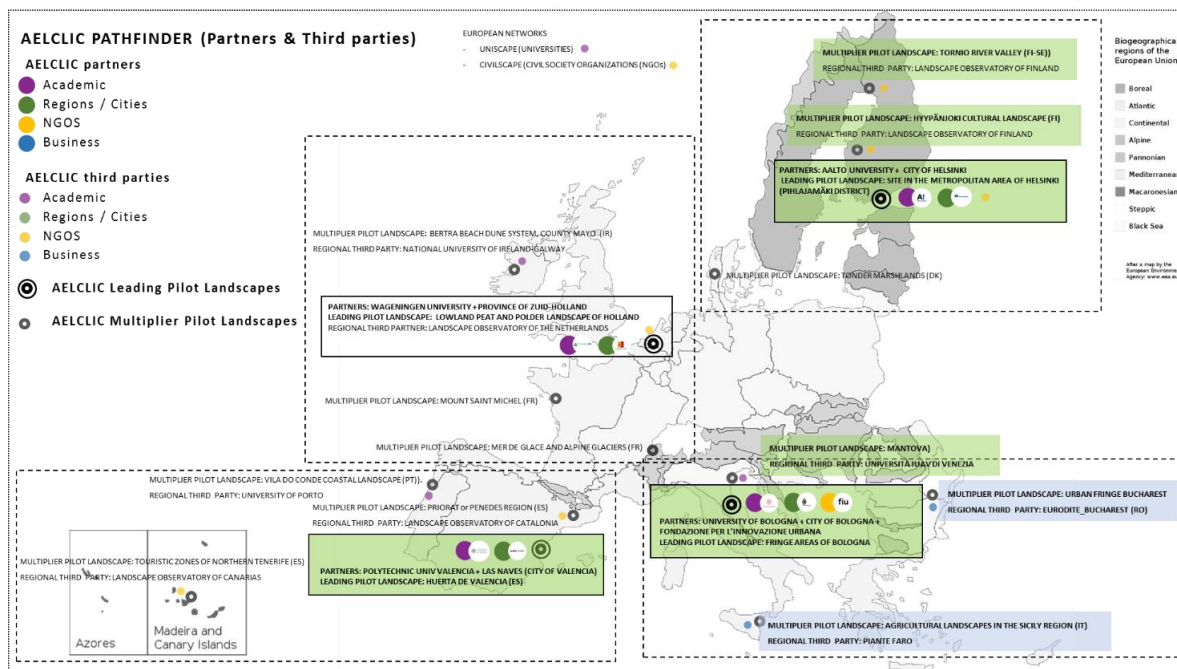 AELCLIC PATHFINDER (Partners & Third parties)
AELCLIC partners
Academic
Regions / Cities
NGOS
Business
AELCLIC third parties
Academic
Regions / Cities
NGOS
Business
AELCLIC Leading Pilot Landscapes
AELCLIC Multiplier Pilot Landscapes
EUROPEAN NETWORKS
- UNISCAPE (UNIVERSITIES)
- CIVILSCAPE (CIVIL SOCIETY ORGANIZATIONS (NGOs)
MULTIPLIER PILOT LANDSCAPE: TORNIO RIVER VALLEY (FI-SE))
REGIONAL THIRD PARTY: LANDSCAPE OBSERVATORY OF FINLAND
MULTIPLIER PILOT LANDSCAPE: HYYPÄNJOKI CULTURAL LANDSCAPE (FI)
REGIONAL THIRD PARTY: LANDSCAPE OBSERVATORY OF FINLAND
PARTNERS: AALTO UNIVERSITY + CITY OF HELSINKI
LEADING PILOT LANDSCAPE: SITE IN THE METROPOLITAN AREA OF HELSINKI
(PIHLAJAMÄKI DISTRICT)
MULTIPLIER PILOT LANDSCAPE: TØNDER MARSHLANDS (DK)
Biogeographical
regions of the
European Union
Boreal
Atlantic
Continental
Alpine
Pannonian
Mediterranean
Macaronesian
Steppic
Black Sea
After a map by the
European Environme
Agency: www.eea.eu
MULTIPLIER PILOT LANDSCAPE: BERTRA BEACH DUNE SYSTEM, COUNTY MAYO (IR)
REGIONAL THIRD PARTY: NATIONAL UNIVERSITY OF IRELAND-GALWAY
PARTNERS: WAGENINGEN UNIVERSITY + PROVINCE OF ZUID-HOLLAND
LEADING PILOT LANDSCAPE: LOWLAND PEAT AND POLDER LANDSCAPE OF HOLLAND
REGIONAL THIRD PARTNER: LANDSCAPE OBSERVATORY OF THE NETHERLANDS
MULTIPLIER PILOT LANDSCAPE: MOUNT SAINT MICHEL (FR)
MULTIPLIER PILOT LANDSCAPE: MER DE GLACE AND ALPINE GLACIERS (FR)
MULTIPLIER PILOT LANDSCAPE: VILA DO CONDE COASTAL LANDSCAPE (PT)).
REGIONAL THIRD PARTY: UNIVERSITY OF PORTO
MULTIPLIER PILOT LANDSCAPE: PRIORAT or PENEDES REGION (ES)
REGIONAL THIRD PARTY: LANDSCAPE OBSERVATORY OF CATALONIA
PARTNERS: POLYTECHNIC UNIV VALENCIA + LAS NAVES (CITY OF VALENCIA)
LEADING PILOT LANDSCAPE: HUERTA DE VALENCIA (ES)
MULTIPLIER PILOT LANDSCAPE: TOURISTIC ZONES OF NORTHERN TENERIFE (ES)
REGIONAL THIRD PARTY: LANDSCAPE OBSERVATORY OF CANARIAS
Azores
Madeira and
Canary Islands
MULTIPLIER PILOT LANDSCAPE: MANTOVA)
REGIONAL THIRD PARTY: UNIVERSITÀ IUAV DI VENEZIA
fiu
PARTNERS: UNIVERSITY OF BOLOGNA + CITY OF BOLOGNA +
FONDAZIONE PER L'INNOVAZIONE URBANA
LEADING PILOT LANDSCAPE: FRINGE AREAS OF BOLOGNA
MULTIPLIER PILOT LANDSCAPE: URBAN FRINGE BUCHAREST
REGIONAL THIRD PARTY: EURODITE_BUCHAREST (RO)
MULTIPLIER PILOT LANDSCAPE: AGRICULTURAL LANDSCAPES IN THE SICILY REGION (IT)
REGIONAL THIRD PARTY: PIANTE FARO